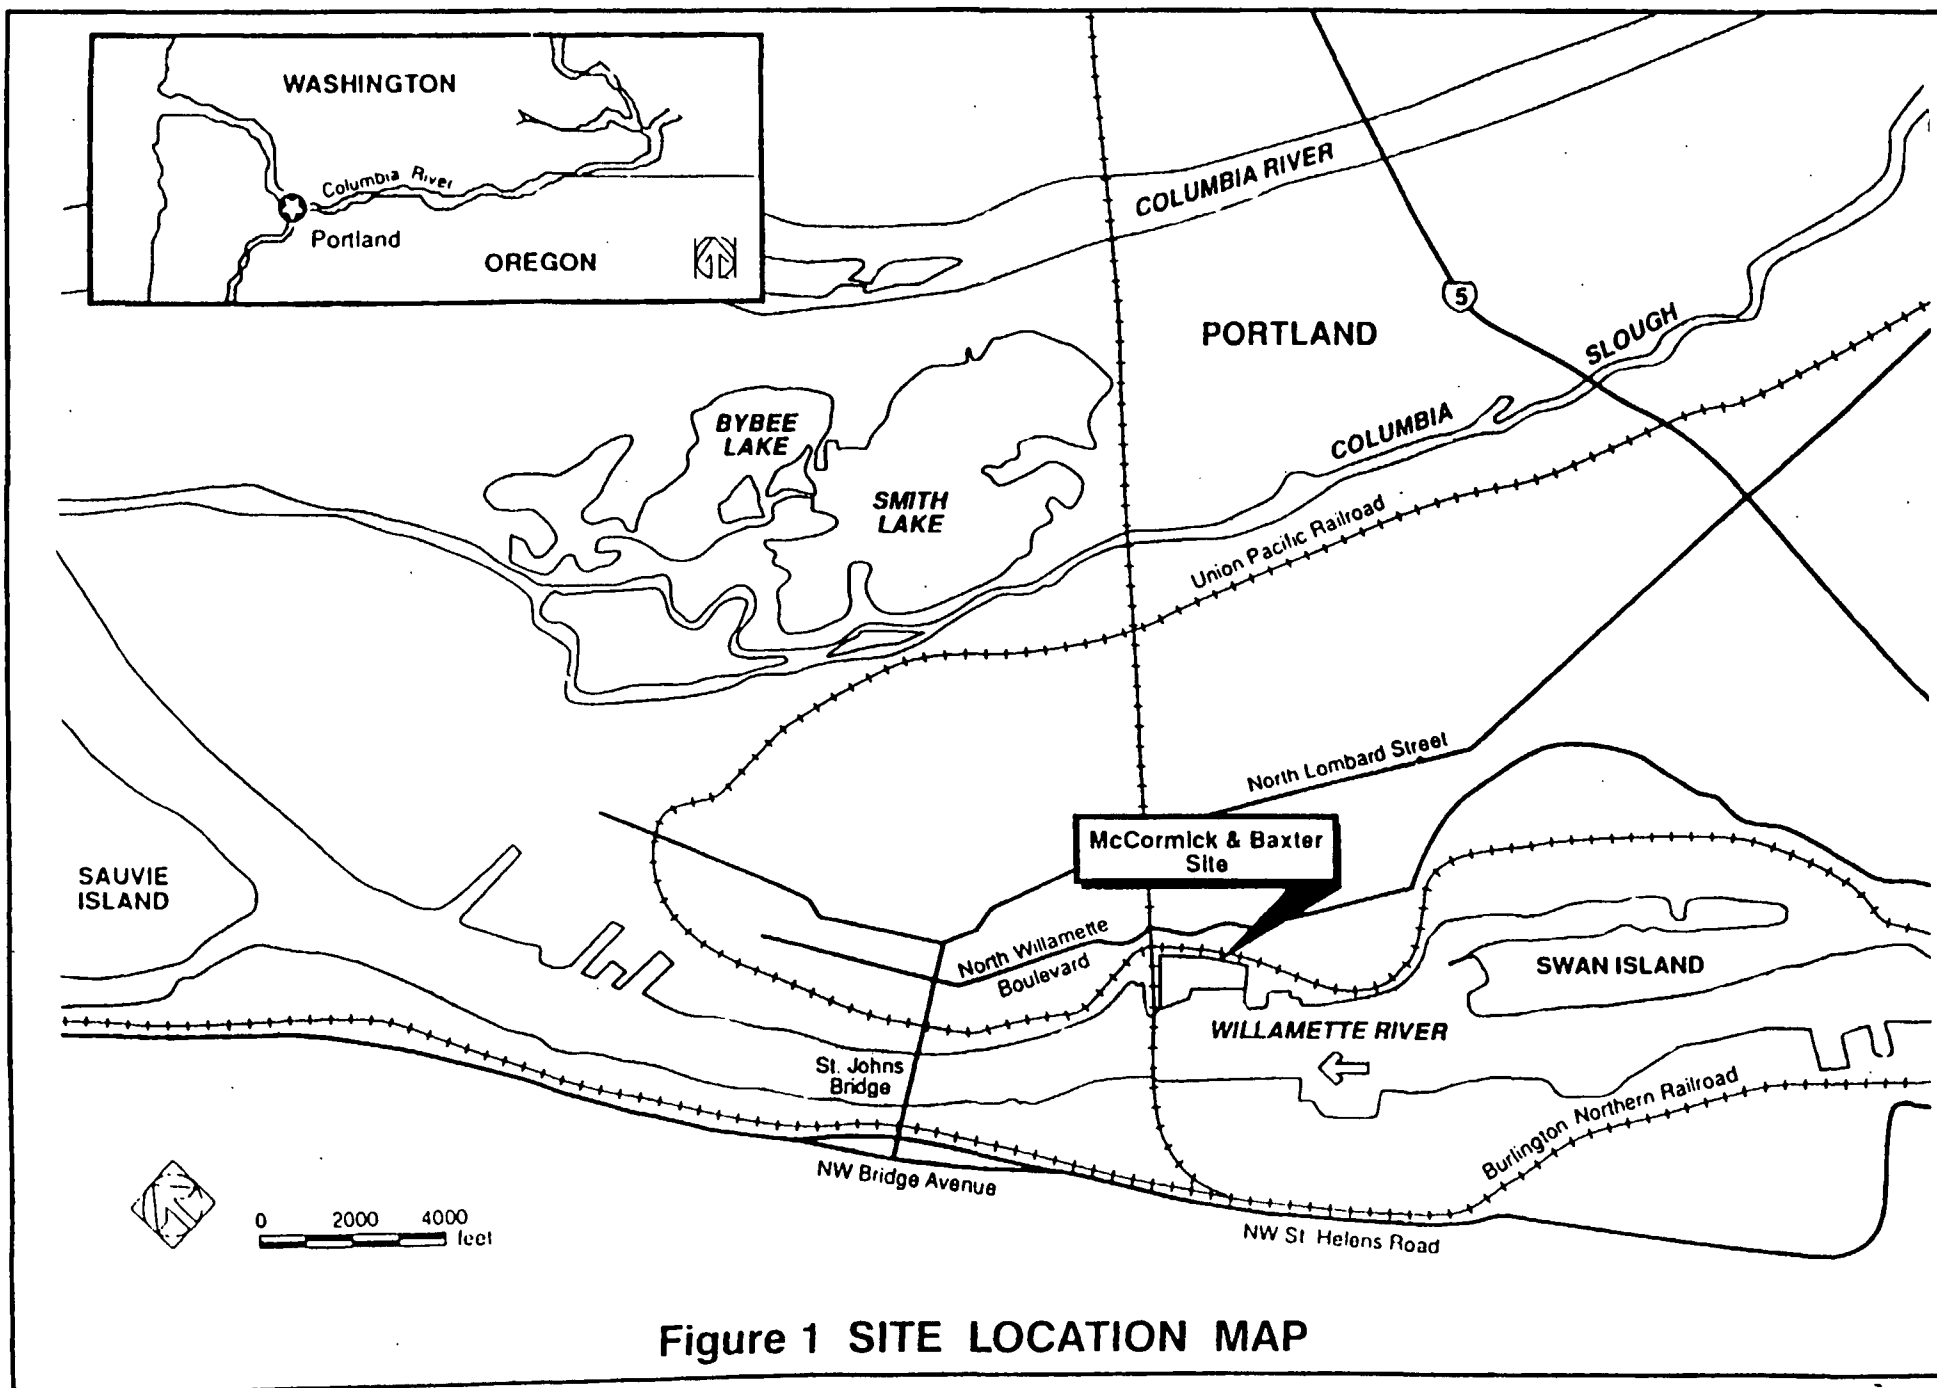 WASHINGTON
Columbia River
Portland
OREGON
COLUMBIA RIVER
5
PORTLAND
COLUMBIA SLOUGH
BYBEE
LAKE
SMITH
LAKE
Union Pacific Railroad
North Lombard Street
McCormick & Baxter
Site
SAUVIE
ISLAND
North Willamette
Boulevard
SWAN ISLAND
WILLAMETTE RIVER
St. Johns
Bridge
Burlington Northern Railroad
NW Bridge Avenue
NW St Helens Road
0 2000 4000
feet
Figure 1 SITE LOCATION MAP